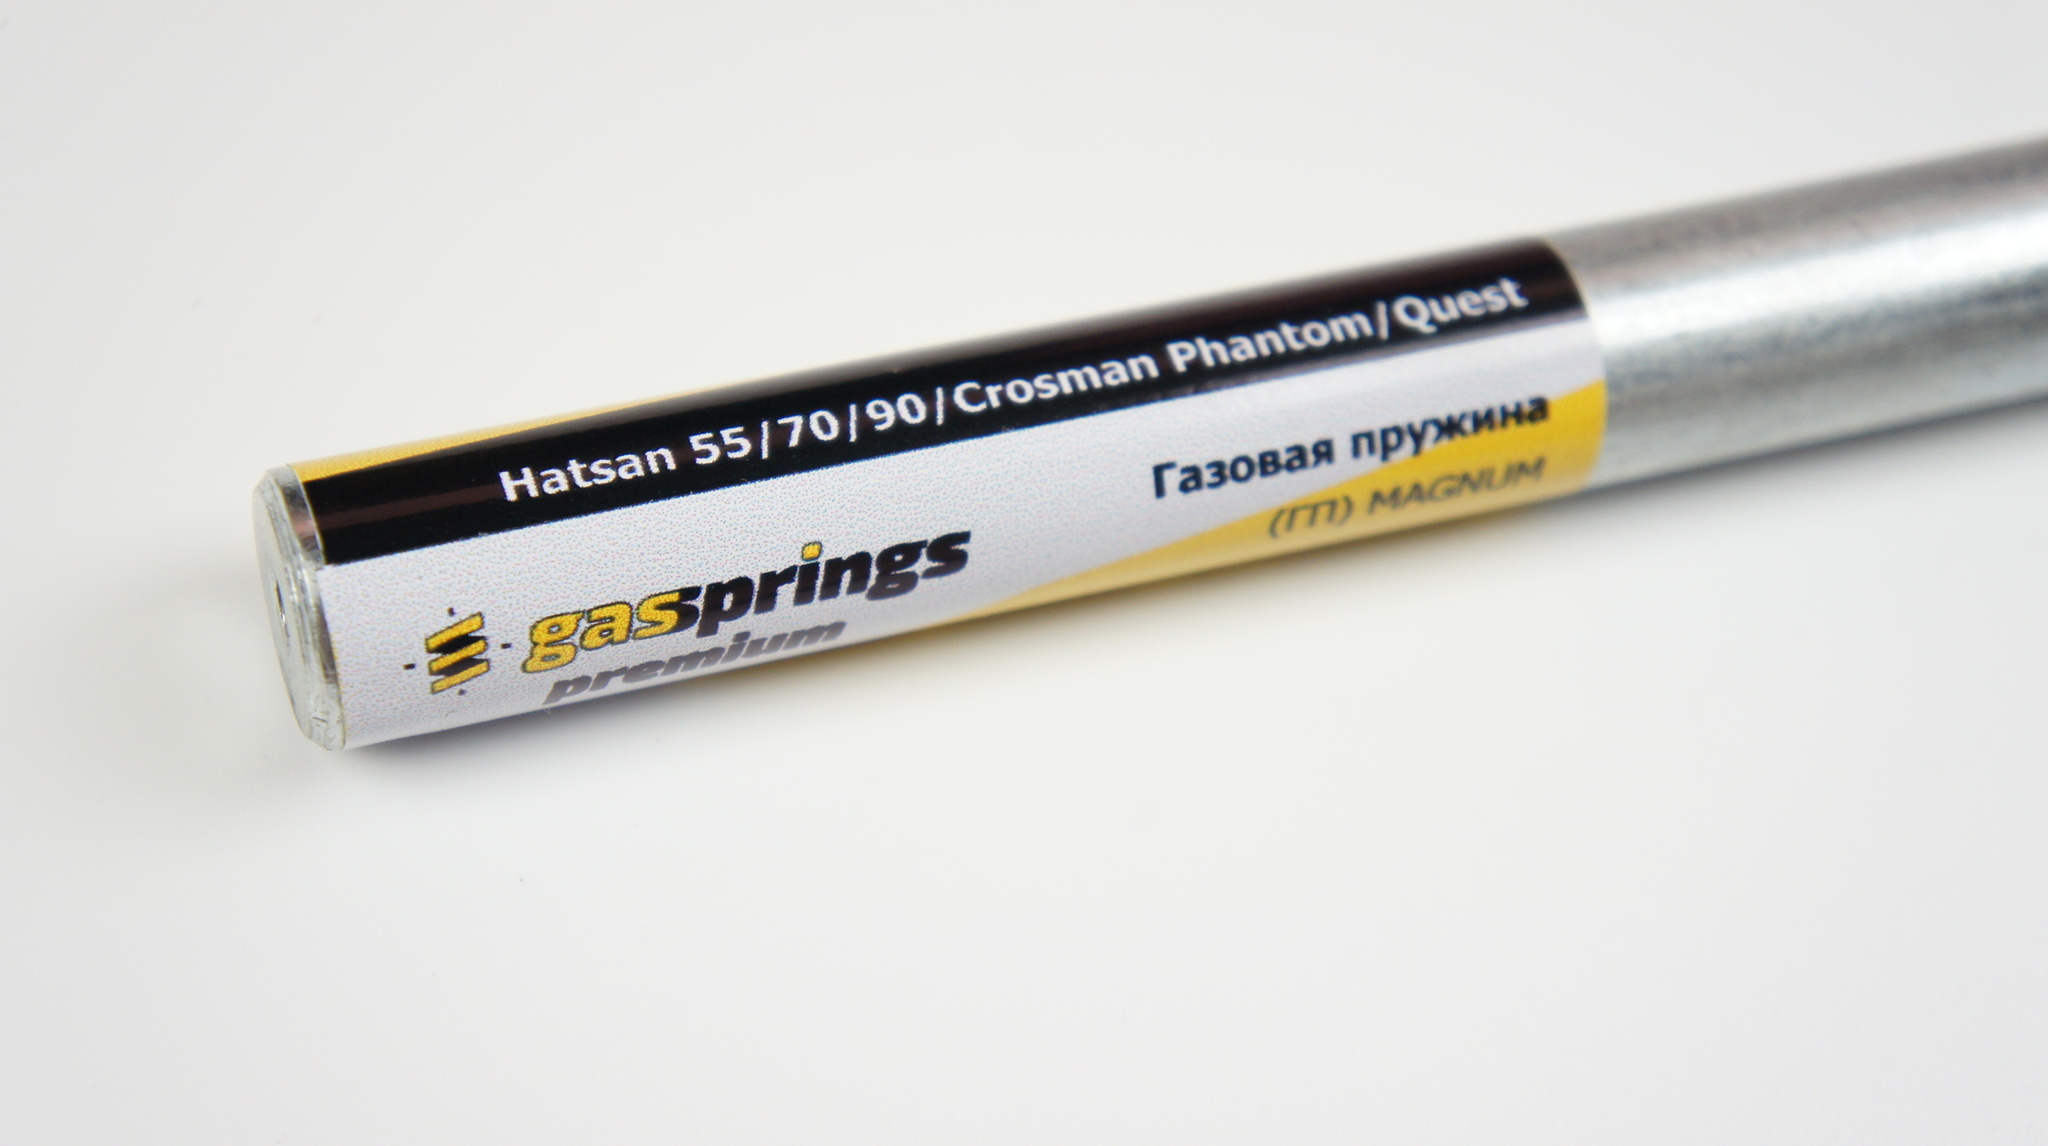 Hatsan 55/70/90/Crosman Phantom/Quest
gasprings
premium
Газовая пружина
(ГП) MAGNUM